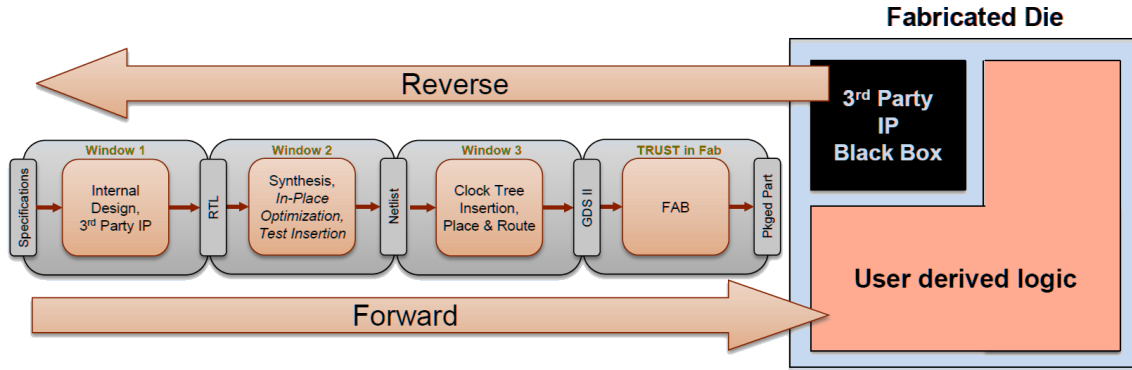 Fabricated Die
Reverse
3rd Party
IP
Black Box
Window 1
Window 2
Window 3
TRUST in Fab
Specifications
Internal
Design,
3rd Party IP
RTL
Synthesis,
In-Place
Optimization,
Test Insertion
Netlist
Clock Tree
Insertion,
Place & Route
GDS II
FAB
Pkged Part
User derived logic
Forward